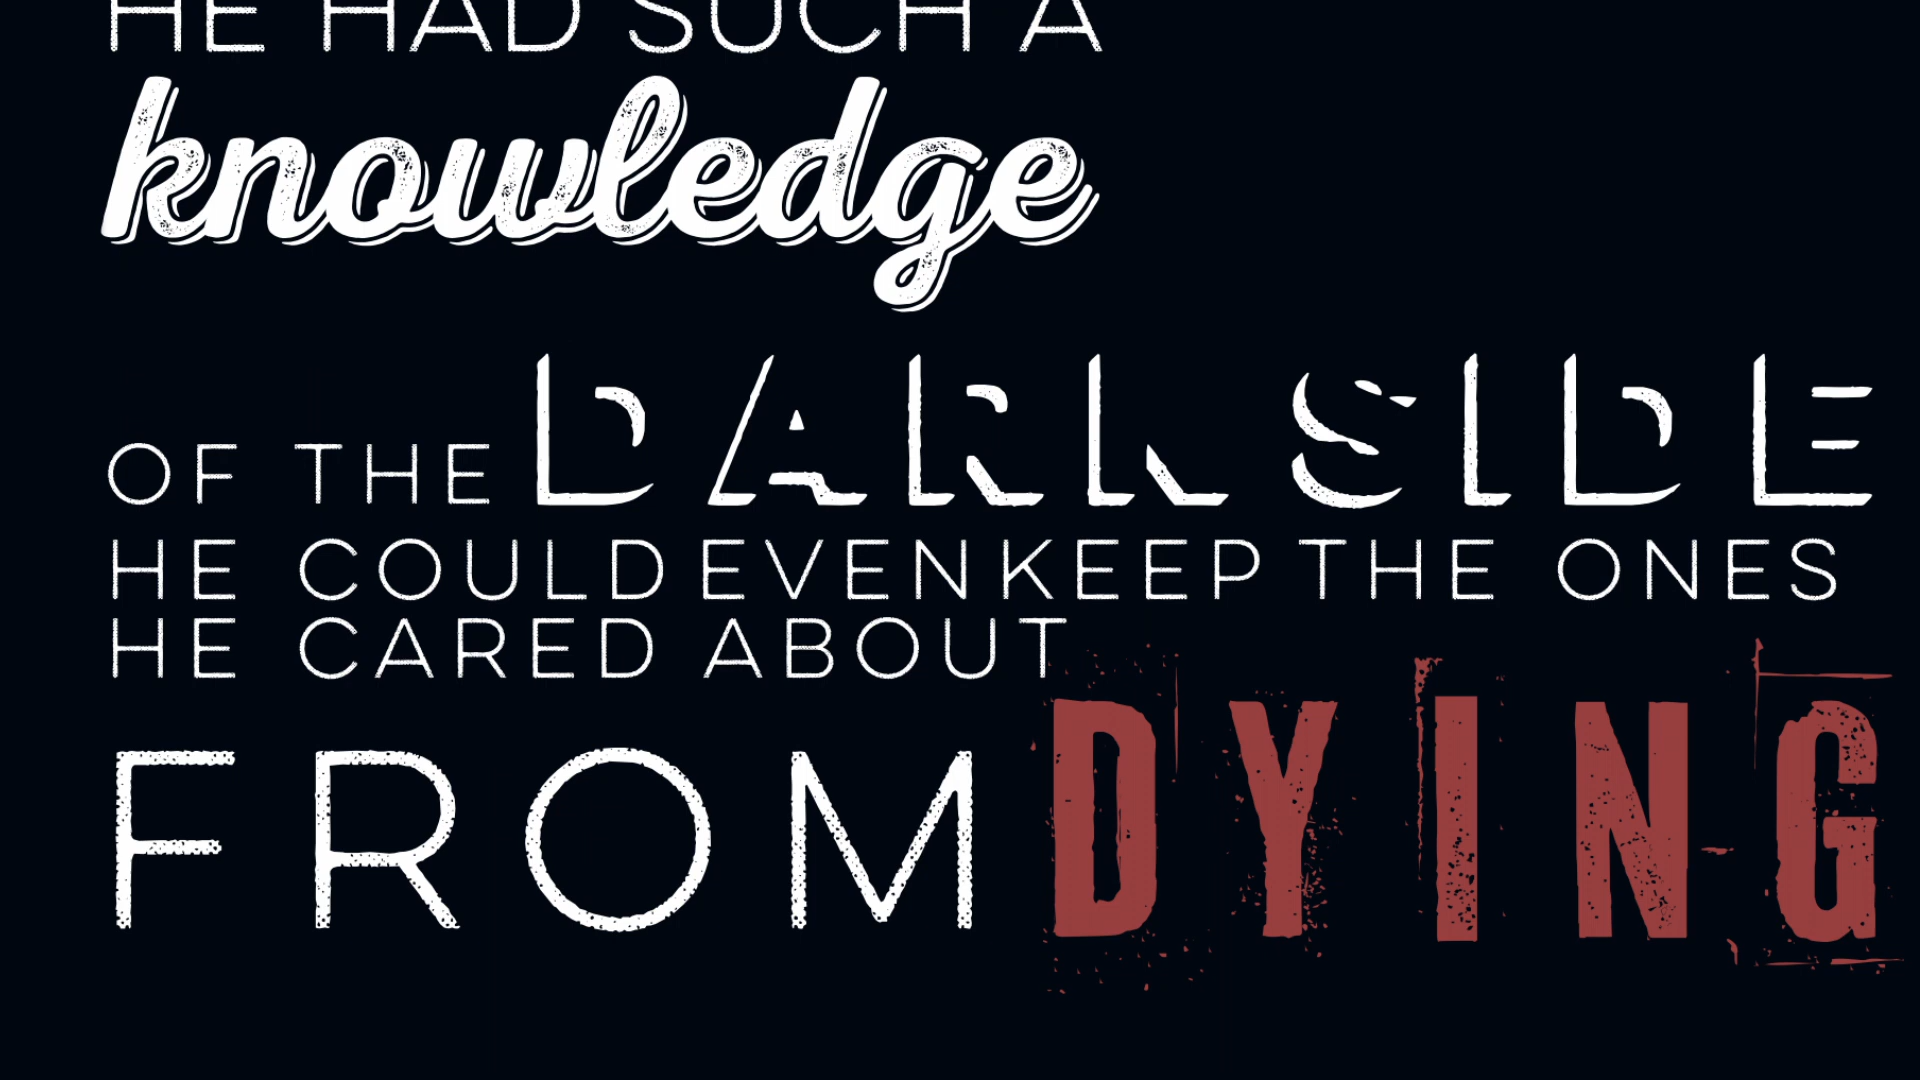 HE HAD SUCH A
knowledge
OF THE DARK SIDE
HE COULD EVEN KEEP THE ONES
HE CARED ABOUT
FROM DYING